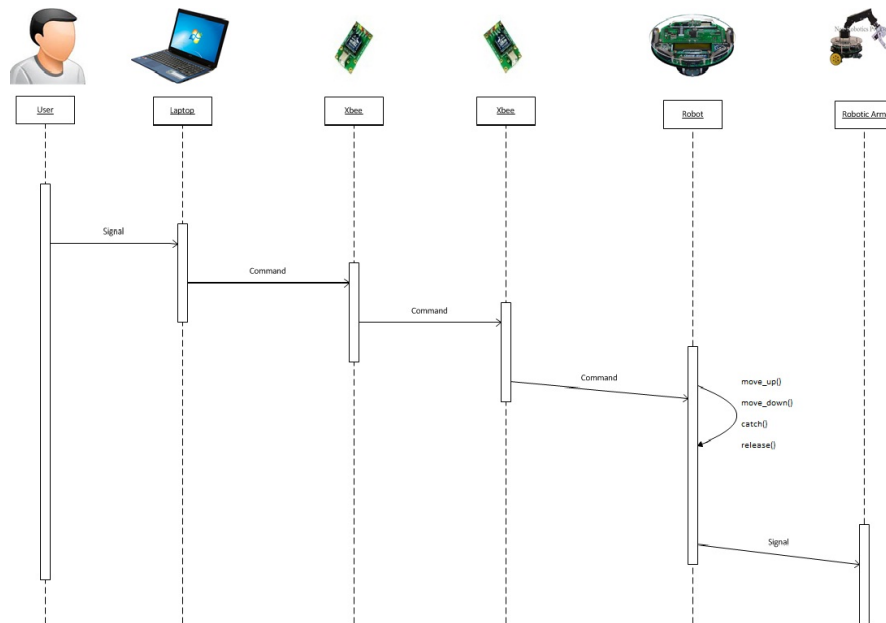 User
Laptop
Xbee
Xbee
Robot
Robotic Arm
Signal
Command
Command
Command
move_up()
move_down()
catch()
release()
Signal